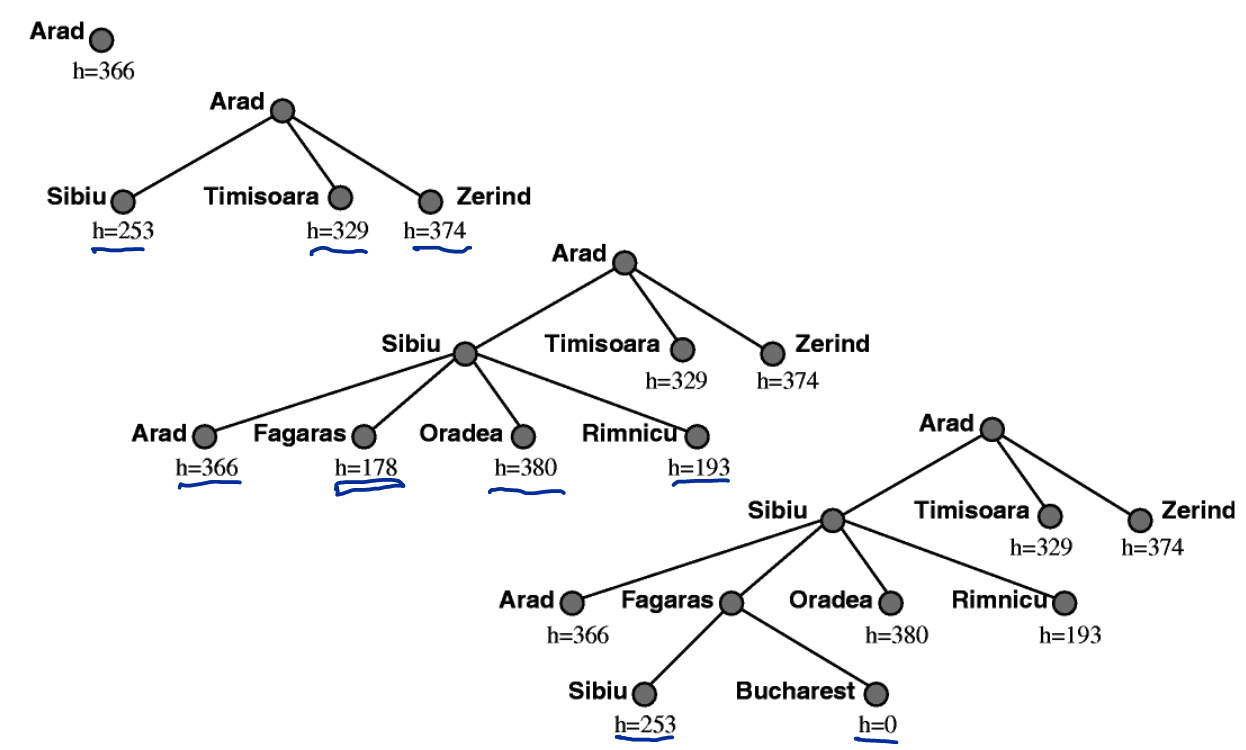 Arad
h=366
Arad
Sibiu Timisoara Zerind
h=253 h=329 h=374
Arad
Sibiu Timisoara Zerind
h=329 h=374
Arad Fagaras Oradea Rimnicu
h=366 h=178 h=380 h=193
Arad
Sibiu Timisoara Zerind
h=329 h=374
Arad Fagaras Oradea Rimnicu
h=366 h=380 h=193
Sibiu Bucharest
h=253 h=0